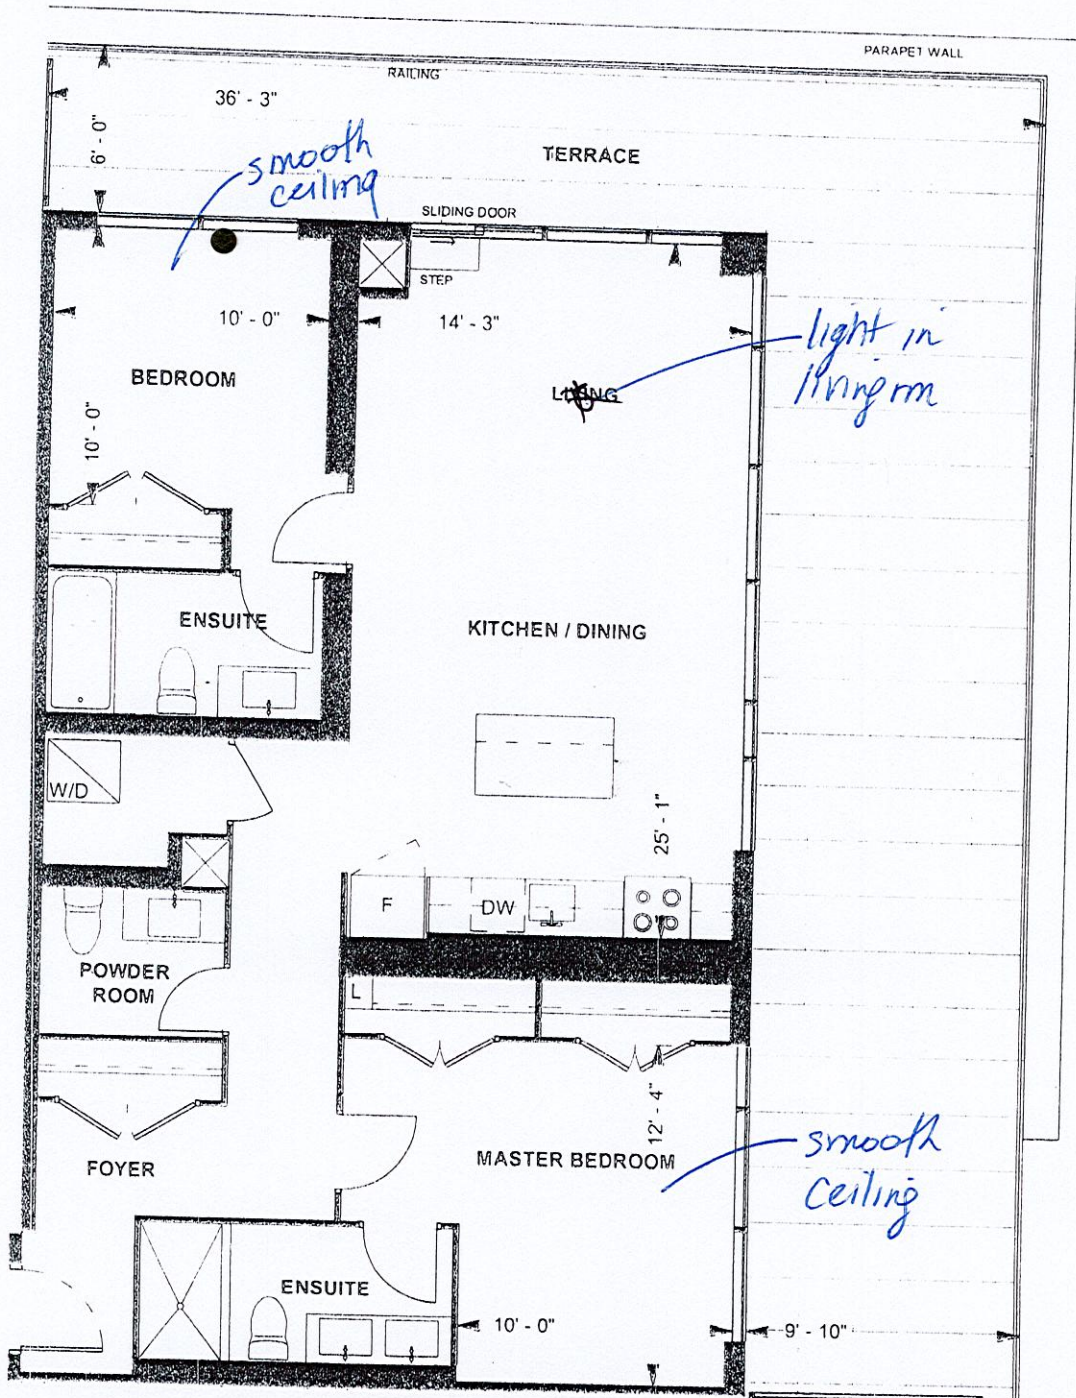 PARAPET WALL
RAILING
36' - 3"
6' - 0"
smooth
ceiling
TERRACE
SLIDING DOOR
STEP
10' - 0"
14' - 3"
light in
livingrm
BEDROOM
LIVING
10' - 0"
ENSUITE
KITCHEN / DINING
W/D
25' - 1"
F
DW
POWDER
ROOM
L
12' - 4"
smooth
ceiling
FOYER
MASTER BEDROOM
ENSUITE
10' - 0"
9' - 10"